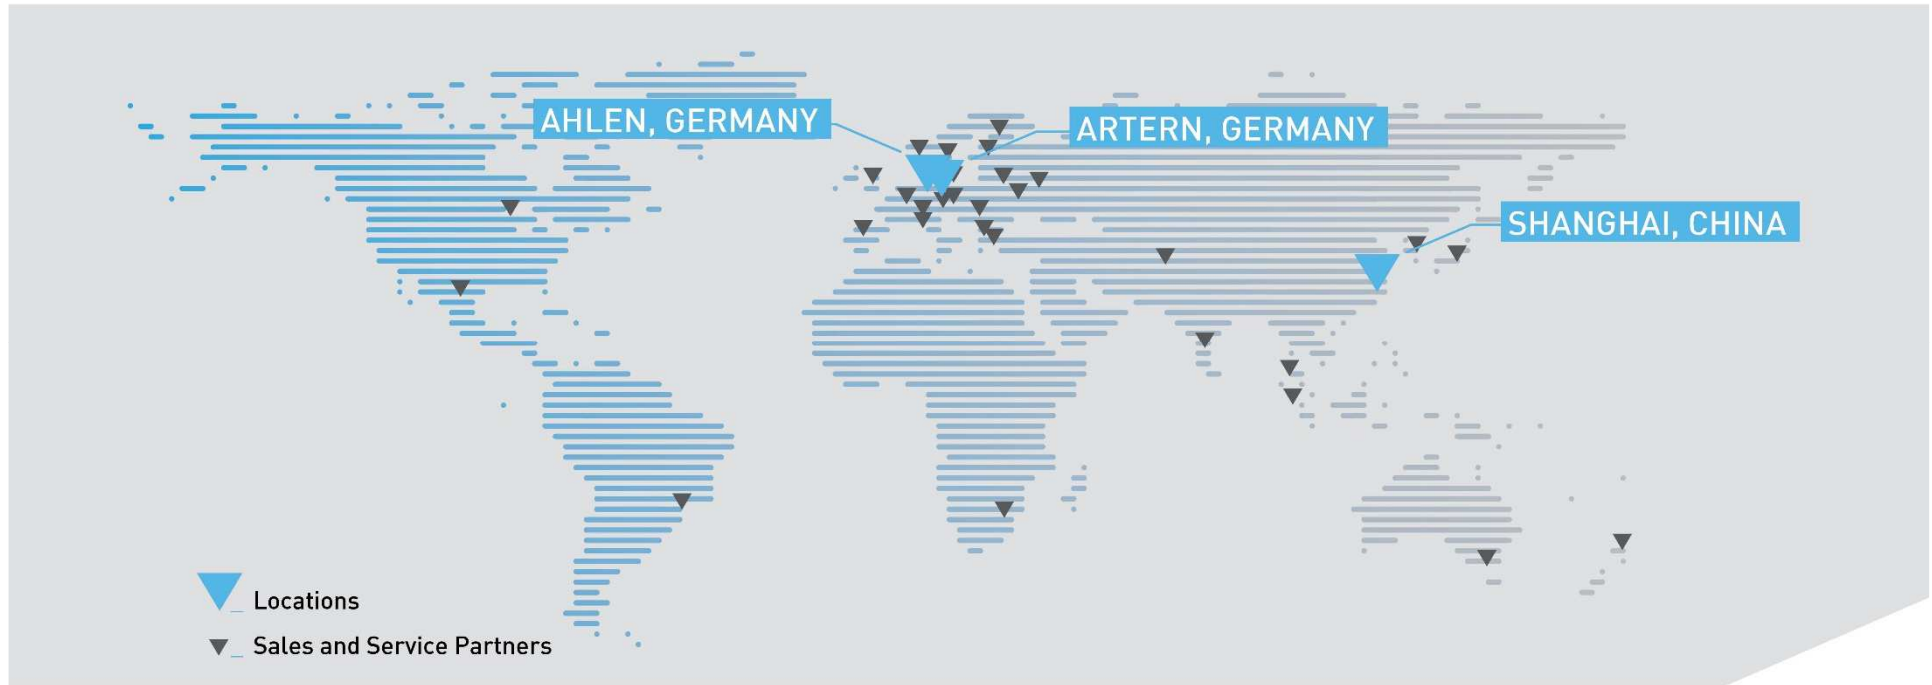 AHLEN, GERMANY
ARTERN, GERMANY
SHANGHAI, CHINA
Locations
Sales and Service Partners